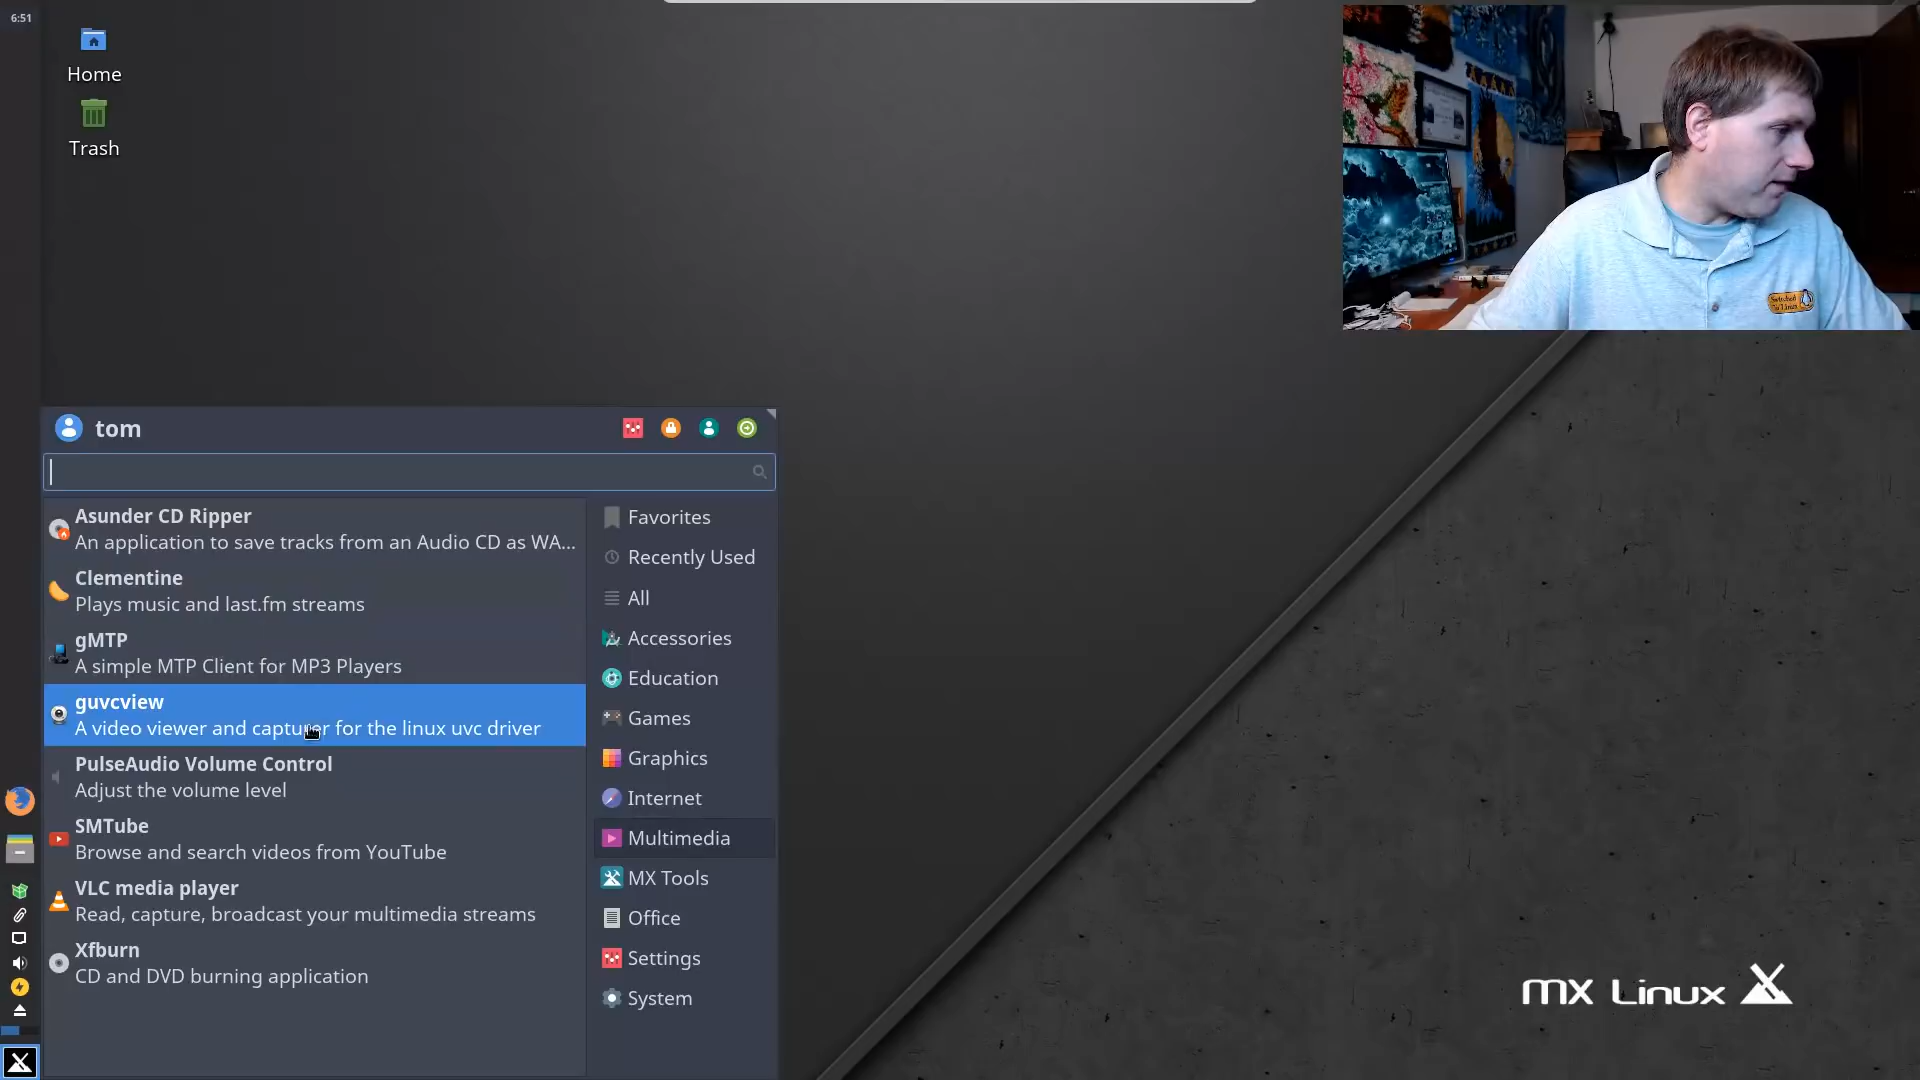 6:51
Home
Trash
tom
Asunder CD Ripper
An application to save tracks from an Audio CD as WA...
Clementine
Plays music and last.fm streams
gMTP
A simple MTP Client for MP3 Players
guvcview
A video viewer and capturer for the linux uvc driver
PulseAudio Volume Control
Adjust the volume level
SMTube
Browse and search videos from YouTube
VLC media player
Read, capture, broadcast your multimedia streams
Xfburn
CD and DVD burning application
Favorites
Recently Used
All
Accessories
Education
Games
Graphics
Internet
Multimedia
MX Tools
Office
Settings
System
Switched
To Linux
MX Linux